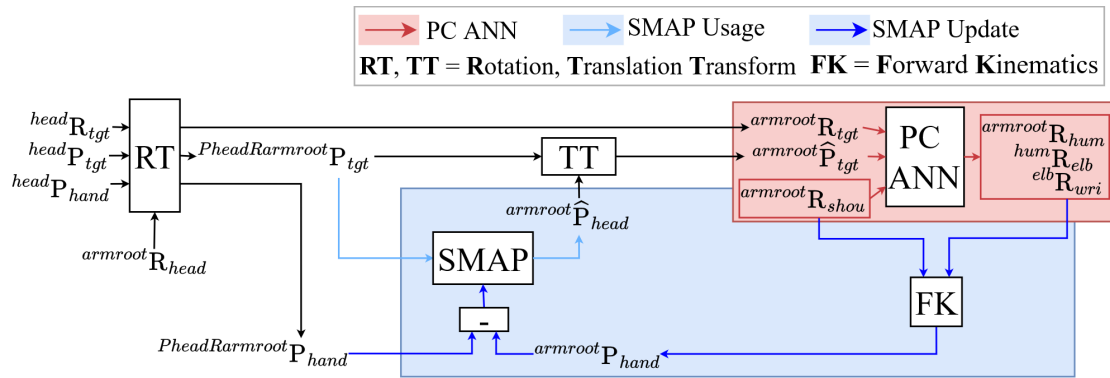 PC ANN SMAP Usage SMAP Update
RT, TT = Rotation, Translation Transform FK = Forward Kinematics
headRtgt
headPtgt
headPhand
RT
armrootRhead
PheadRarmrootPtgt
TT
armrootP̂head
SMAP
-
PheadRarmrootPhand
armrootPhand
armrootRtgt
armrootP̂tgt
armrootRshou
PC
ANN
armrootRhum
humRelb
elbRwri
FK